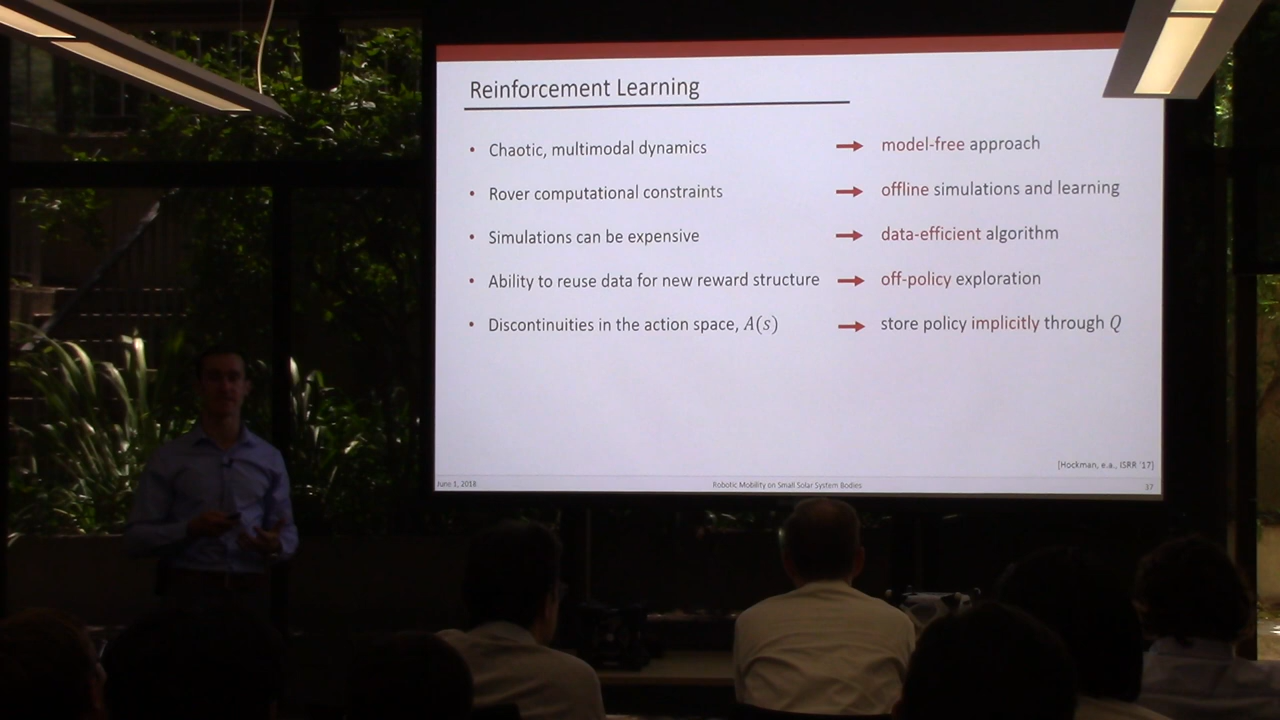 Reinforcement Learning
• Chaotic, multimodal dynamics → model-free approach
• Rover computational constraints → offline simulations and learning
• Simulations can be expensive → data-efficient algorithm
• Ability to reuse data for new reward structure → off-policy exploration
• Discontinuities in the action space, A(s) → store policy implicitly through Q
[Hockman, e.a., ISRR '17]
June 1, 2018 Robotic Mobility on Small Solar System Bodies 37